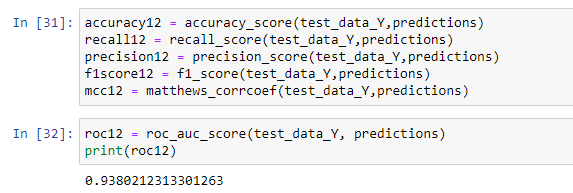 In [31]: accuracy12 = accuracy_score(test_data_Y,predictions)
recall12 = recall_score(test_data_Y,predictions)
precision12 = precision_score(test_data_Y,predictions)
f1score12 = f1_score(test_data_Y,predictions)
mcc12 = matthews_corrcoef(test_data_Y,predictions)
In [32]: roc12 = roc_auc_score(test_data_Y, predictions)
print(roc12)
0.9380212313301263